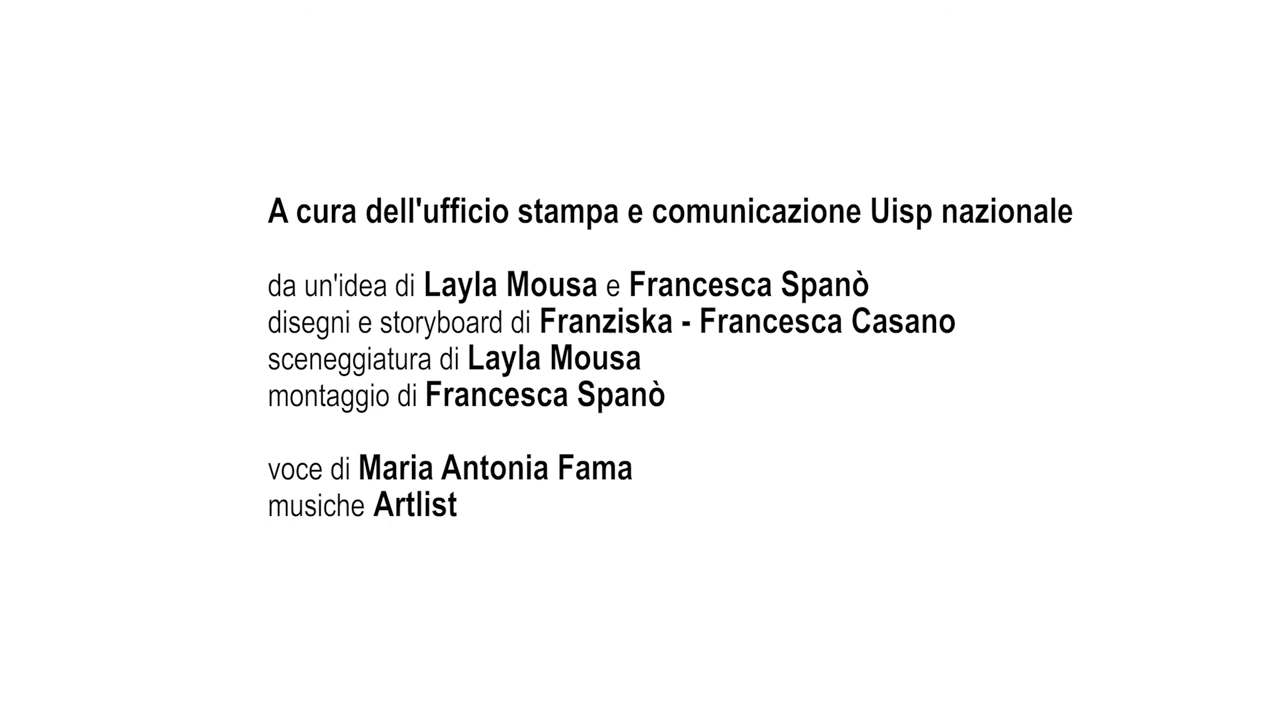 A cura dell'ufficio stampa e comunicazione Uisp nazionale
da un'idea di Layla Mousa e Francesca Spanò
disegni e storyboard di Franziska - Francesca Casano
sceneggiatura di Layla Mousa
montaggio di Francesca Spanò
voce di Maria Antonia Fama
musiche Artlist